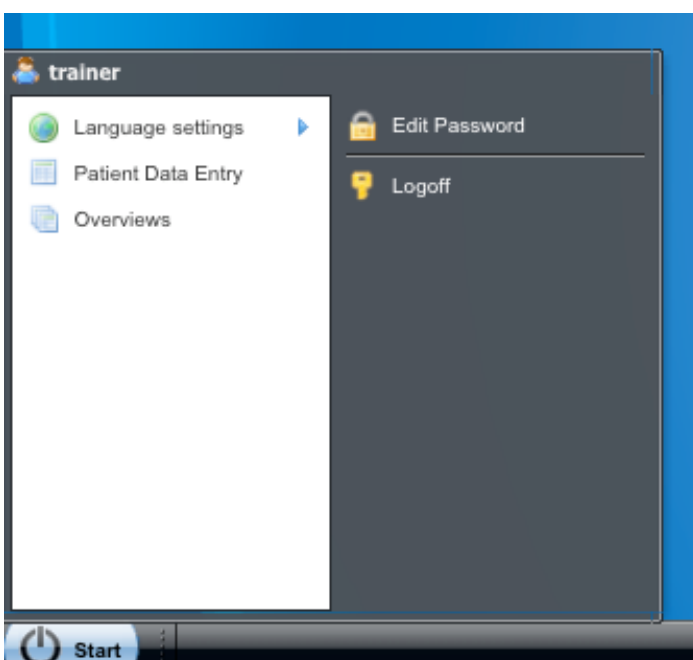 trainer
Language settings
Patient Data Entry
Overviews
Edit Password
Logoff
Start